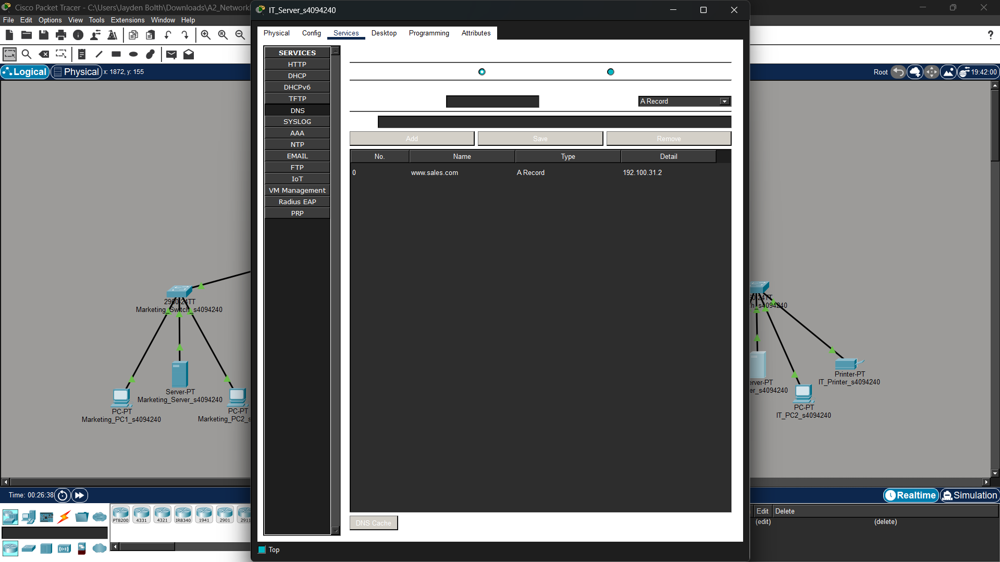 Cisco Packet Tracer - C:\Users\Jayden Bolth\Downloads\A2_Network
IT_Server_s4094240
File Edit Options View Tools Extensions Window Help
Physical Config Services Desktop Programming Attributes
?
Logical Physical x: 1872, y: 155
Root 19:42:00
SERVICES
HTTP
DHCP
DHCPv6
TFTP
DNS
SYSLOG
AAA
NTP
EMAIL
FTP
IoT
VM Management
Radius EAP
PRP
A Record
Add Save Remove
No. Name Type Detail
0 www.sales.com A Record 192.100.31.2
DNS Cache
Top
2960-24TT
Marketing_Switch_s4094240
Server-PT
Marketing_Server_s4094240
PC-PT
Marketing_PC1_s4094240
PC-PT
Marketing_PC2_s
24TT
s4094240
erver-PT
er_s4094240
PC-PT
IT_PC2_s4094240
Printer-PT
IT_Printer_s4094240
Time: 00:26:38
Realtime Simulation
PT8200 4331 4321 IR8340 1941 2901 2911
Edit Delete
(edit) (delete)